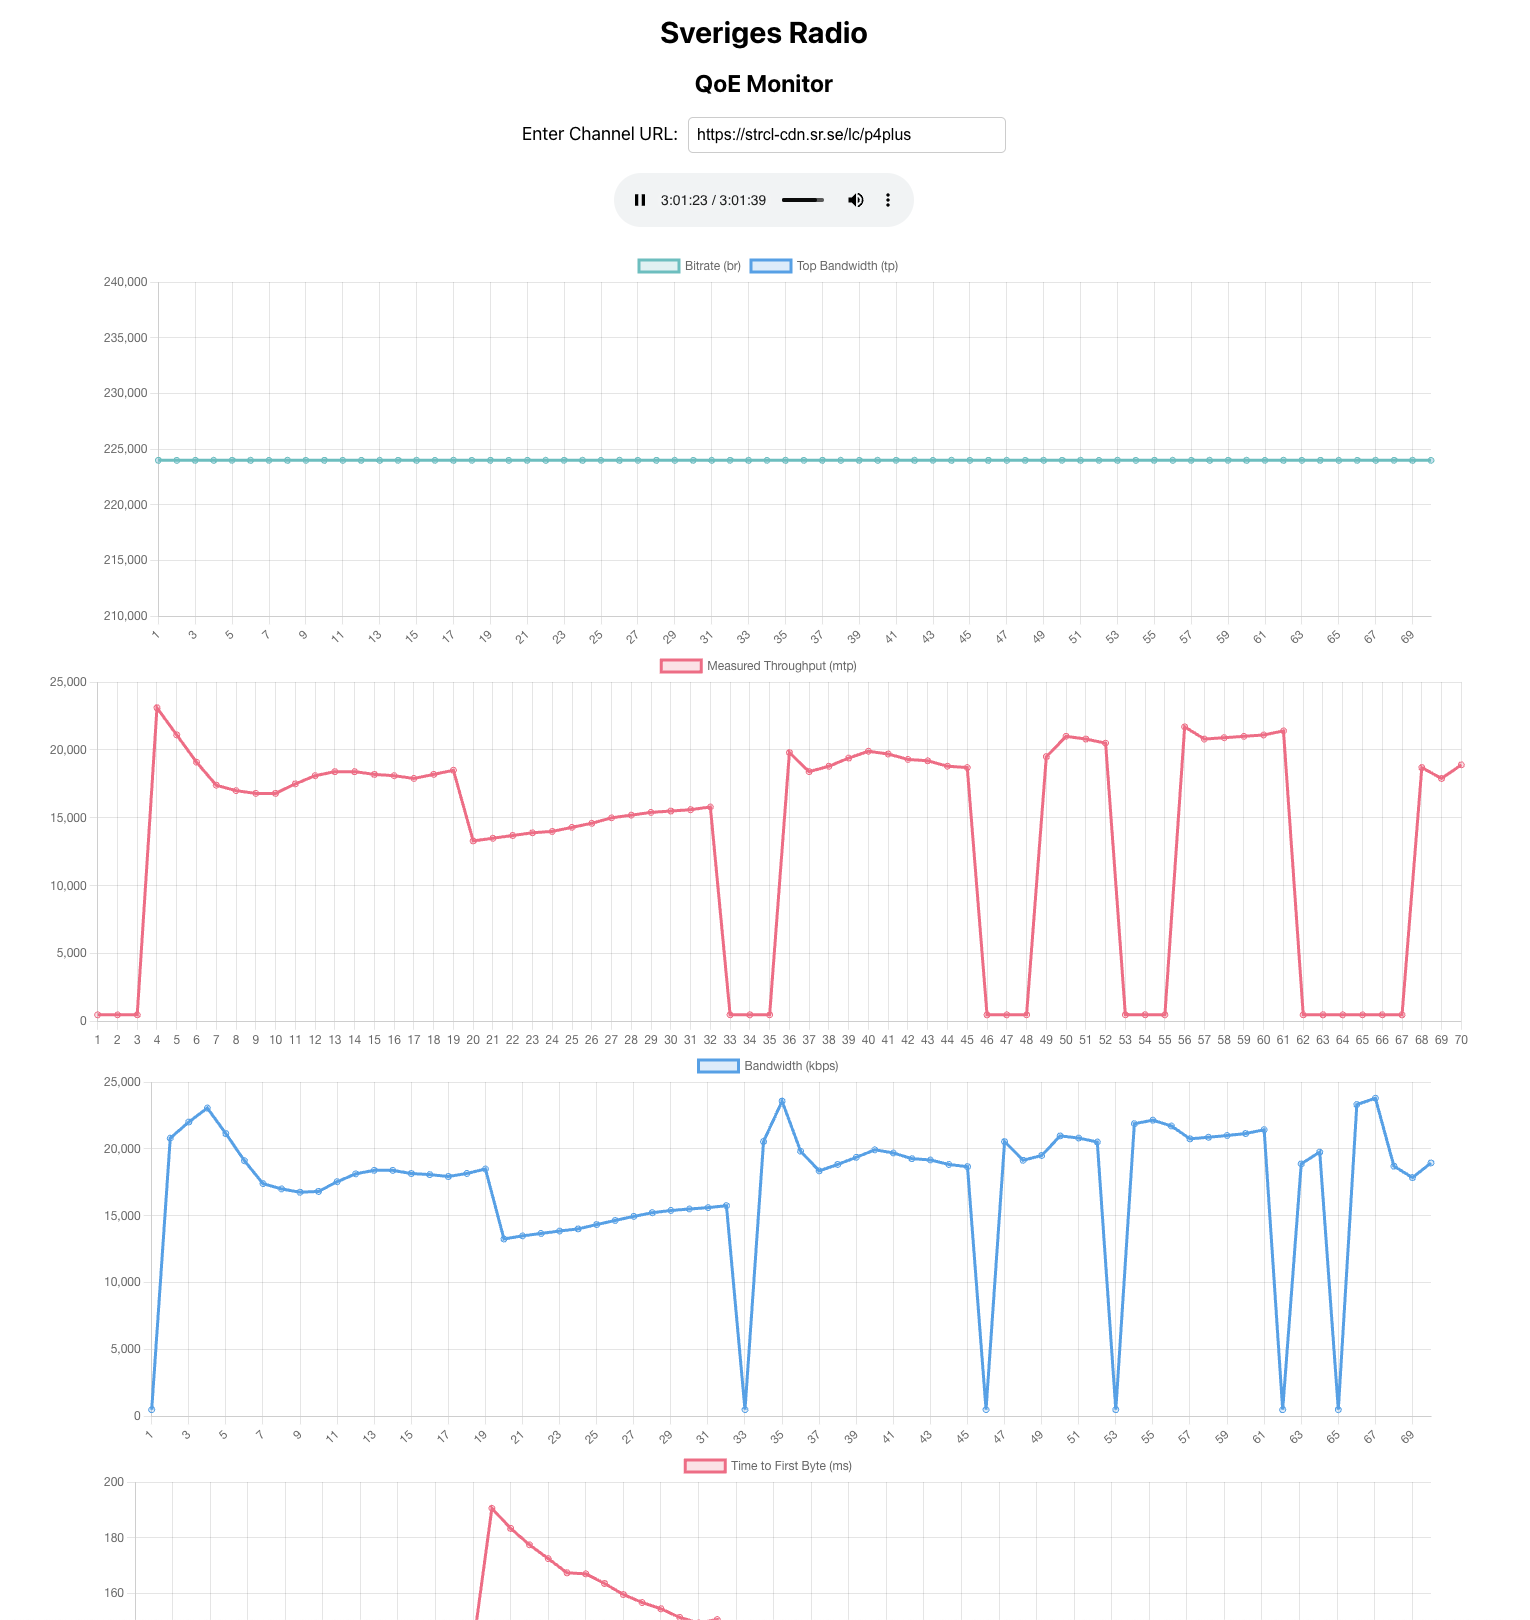 Sveriges Radio
QoE Monitor
Enter Channel URL: https://strcl-cdn.sr.se/lc/p4plus
3:01:23 / 3:01:39
Bitrate (br) Top Bandwidth (tp)
240,000
235,000
230,000
225,000
220,000
215,000
210,000
1 3 5 7 9 11 13 15 17 19 21 23 25 27 29 31 33 35 37 39 41 43 45 47 49 51 53 55 57 59 61 63 65 67 69
Measured Throughput (mtp)
25,000
20,000
15,000
10,000
5,000
0
1 2 3 4 5 6 7 8 9 10 11 12 13 14 15 16 17 18 19 20 21 22 23 24 25 26 27 28 29 30 31 32 33 34 35 36 37 38 39 40 41 42 43 44 45 46 47 48 49 50 51 52 53 54 55 56 57 58 59 60 61 62 63 64 65 66 67 68 69 70
Bandwidth (kbps)
25,000
20,000
15,000
10,000
5,000
0
1 3 5 7 9 11 13 15 17 19 21 23 25 27 29 31 33 35 37 39 41 43 45 47 49 51 53 55 57 59 61 63 65 67 69
Time to First Byte (ms)
200
180
160